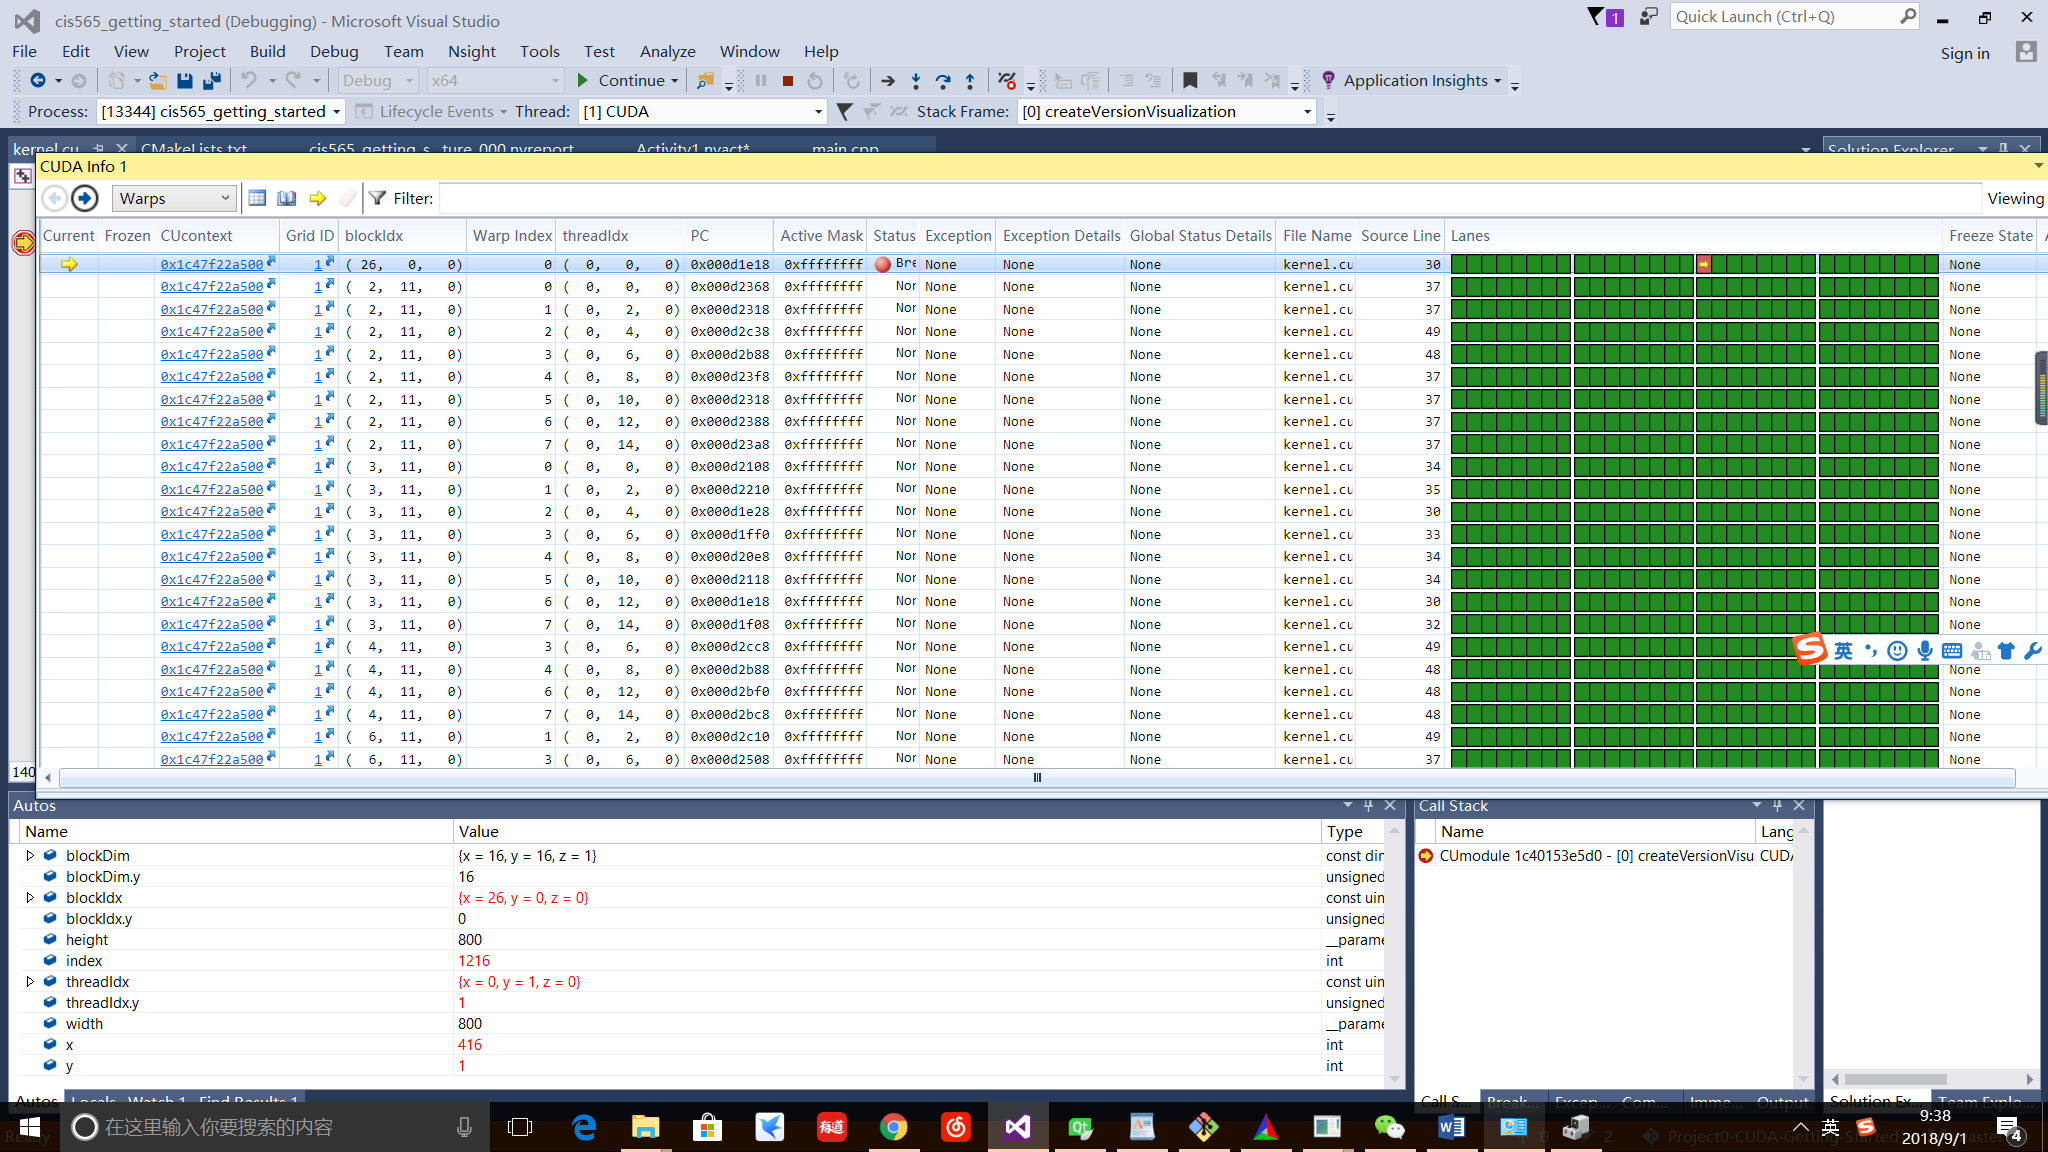 cis565_getting_started (Debugging) - Microsoft Visual Studio
1
Quick Launch (Ctrl+Q)
File Edit View Project Build Debug Team Nsight Tools Test Analyze Window Help
Sign in
Debug x64 Continue Application Insights
Process: [13344] cis565_getting_started Lifecycle Events Thread: [1] CUDA Stack Frame: [0] createVersionVisualization
kernel.cu CMakeLists.txt cis565_getting_s...ture_000.nvreport Activity1.nvact* main.cpp Solution Explorer
CUDA Info 1
Warps Filter: Viewing
Current Frozen CUcontext Grid ID blockIdx Warp Index threadIdx PC Active Mask Status Exception Exception Details Global Status Details File Name Source Line Lanes Freeze State
0x1c47f22a500 1 ( 26, 0, 0) 0 ( 0, 0, 0) 0x000d1e18 0xffffffff Bre None None None kernel.cu 30 None
0x1c47f22a500 1 ( 2, 11, 0) 0 ( 0, 0, 0) 0x000d2368 0xffffffff Nor None None None kernel.cu 37 None
0x1c47f22a500 1 ( 2, 11, 0) 1 ( 0, 2, 0) 0x000d2318 0xffffffff Nor None None None kernel.cu 37 None
0x1c47f22a500 1 ( 2, 11, 0) 2 ( 0, 4, 0) 0x000d2c38 0xffffffff Nor None None None kernel.cu 49 None
0x1c47f22a500 1 ( 2, 11, 0) 3 ( 0, 6, 0) 0x000d2b88 0xffffffff Nor None None None kernel.cu 48 None
0x1c47f22a500 1 ( 2, 11, 0) 4 ( 0, 8, 0) 0x000d23f8 0xffffffff Nor None None None kernel.cu 37 None
0x1c47f22a500 1 ( 2, 11, 0) 5 ( 0, 10, 0) 0x000d2318 0xffffffff Nor None None None kernel.cu 37 None
0x1c47f22a500 1 ( 2, 11, 0) 6 ( 0, 12, 0) 0x000d2388 0xffffffff Nor None None None kernel.cu 37 None
0x1c47f22a500 1 ( 2, 11, 0) 7 ( 0, 14, 0) 0x000d23a8 0xffffffff Nor None None None kernel.cu 37 None
0x1c47f22a500 1 ( 3, 11, 0) 0 ( 0, 0, 0) 0x000d2108 0xffffffff Nor None None None kernel.cu 34 None
0x1c47f22a500 1 ( 3, 11, 0) 1 ( 0, 2, 0) 0x000d2210 0xffffffff Nor None None None kernel.cu 35 None
0x1c47f22a500 1 ( 3, 11, 0) 2 ( 0, 4, 0) 0x000d1e28 0xffffffff Nor None None None kernel.cu 30 None
0x1c47f22a500 1 ( 3, 11, 0) 3 ( 0, 6, 0) 0x000d1ff0 0xffffffff Nor None None None kernel.cu 33 None
0x1c47f22a500 1 ( 3, 11, 0) 4 ( 0, 8, 0) 0x000d20e8 0xffffffff Nor None None None kernel.cu 34 None
0x1c47f22a500 1 ( 3, 11, 0) 5 ( 0, 10, 0) 0x000d2118 0xffffffff Nor None None None kernel.cu 34 None
0x1c47f22a500 1 ( 3, 11, 0) 6 ( 0, 12, 0) 0x000d1e18 0xffffffff Nor None None None kernel.cu 30 None
0x1c47f22a500 1 ( 3, 11, 0) 7 ( 0, 14, 0) 0x000d1f08 0xffffffff Nor None None None kernel.cu 32 None
0x1c47f22a500 1 ( 4, 11, 0) 3 ( 0, 6, 0) 0x000d2cc8 0xffffffff Nor None None None kernel.cu 49 英
0x1c47f22a500 1 ( 4, 11, 0) 4 ( 0, 8, 0) 0x000d2b88 0xffffffff Nor None None None kernel.cu 48 None
0x1c47f22a500 1 ( 4, 11, 0) 6 ( 0, 12, 0) 0x000d2bf0 0xffffffff Nor None None None kernel.cu 48 None
0x1c47f22a500 1 ( 4, 11, 0) 7 ( 0, 14, 0) 0x000d2bc8 0xffffffff Nor None None None kernel.cu 48 None
0x1c47f22a500 1 ( 6, 11, 0) 1 ( 0, 2, 0) 0x000d2c10 0xffffffff Nor None None None kernel.cu 49 None
0x1c47f22a500 1 ( 6, 11, 0) 3 ( 0, 6, 0) 0x000d2508 0xffffffff Nor None None None kernel.cu 37 None
140
Autos Call Stack
Name Value Type Name Lang
blockDim {x = 16, y = 16, z = 1} const dir CUmodule 1c40153e5d0 - [0] createVersionVisu CUDA
blockDim.y 16 unsigned
blockIdx {x = 26, y = 0, z = 0} const uin
blockIdx.y 0 unsigned
height 800 __parame
index 1216 int
threadIdx {x = 0, y = 1, z = 0} const uin
threadIdx.y 1 unsigned
width 800 __parame
x 416 int
y 1 int
Autos Locals Watch 1 Find Results 1 Call S... Break... Excep... Com... Imme... Output Solution Ex... Team Explo...
在这里输入你要搜索的内容 有道 英 9:38
Ready Project0-CUDA-Getting-Started 2018/9/1 4